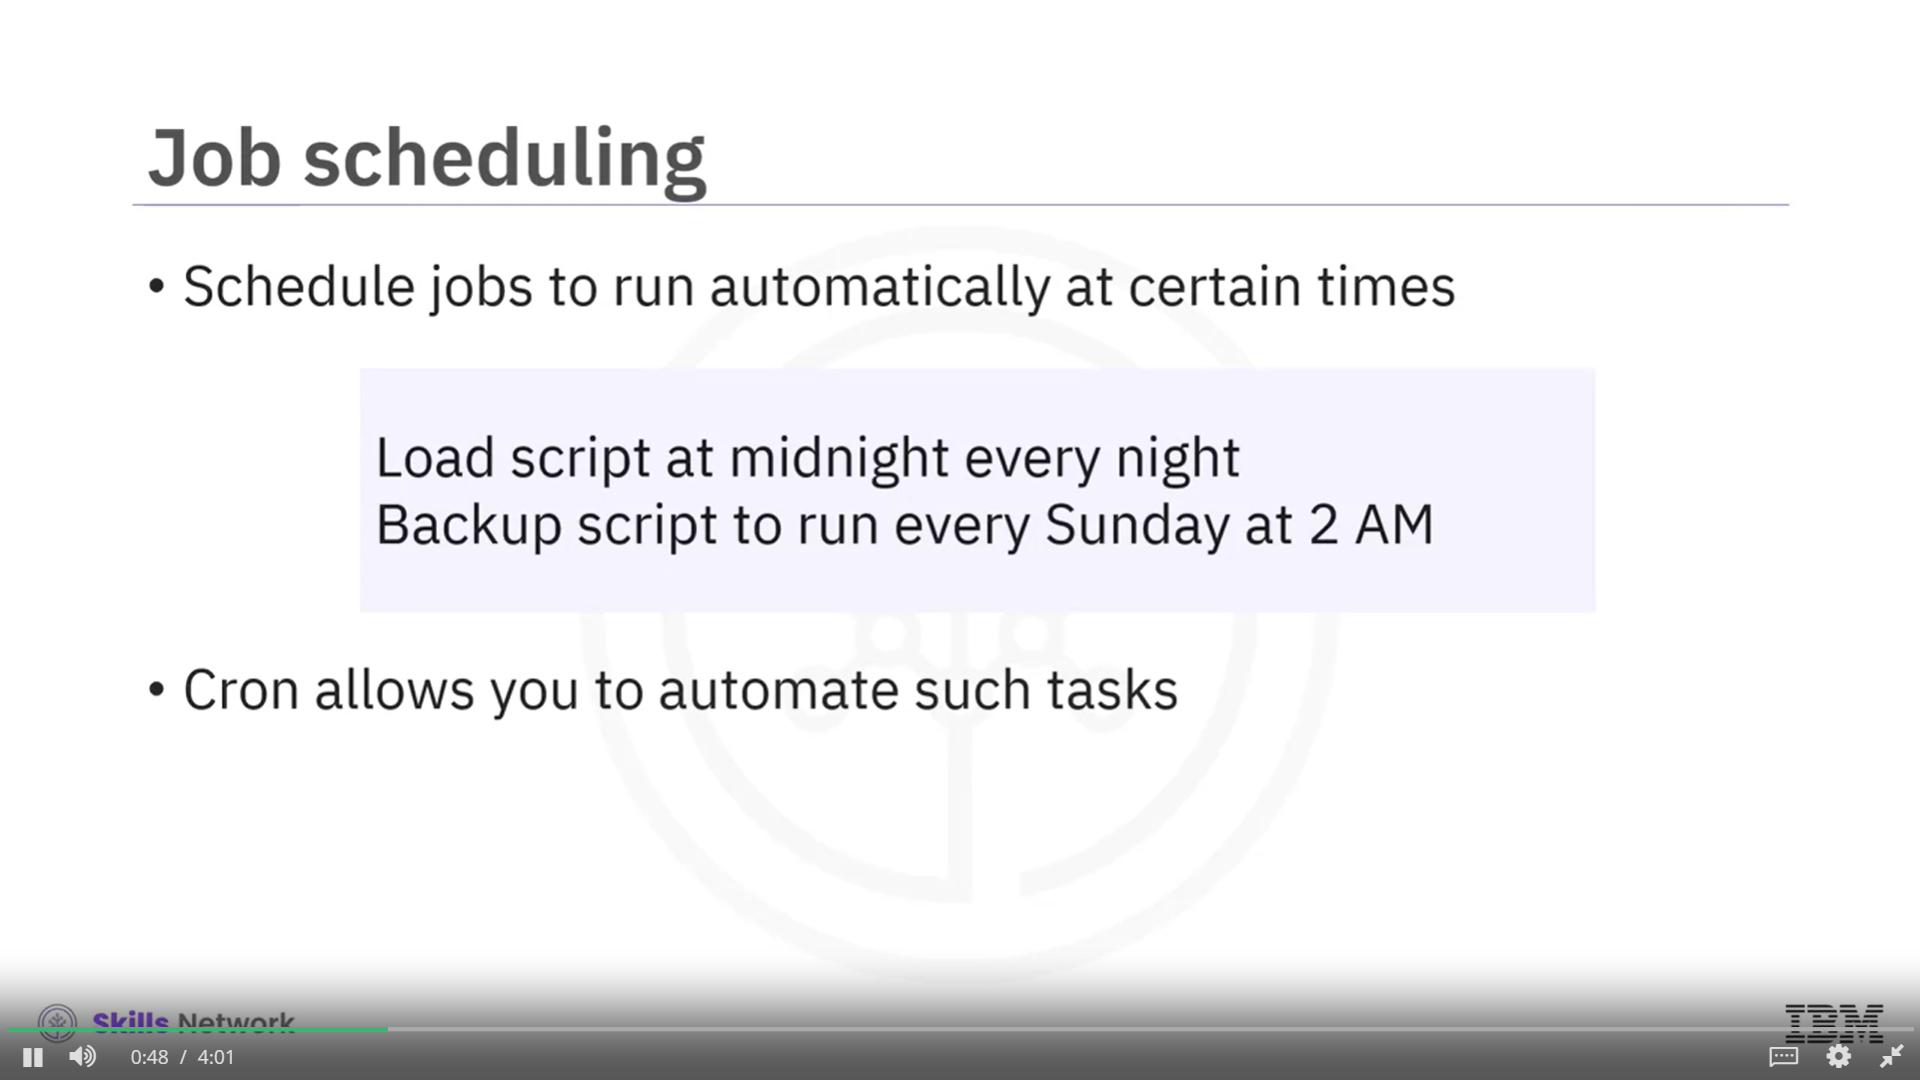 Job scheduling
• Schedule jobs to run automatically at certain times
Load script at midnight every night
Backup script to run every Sunday at 2 AM
• Cron allows you to automate such tasks
Skills Network
IBM
0:48 / 4:01